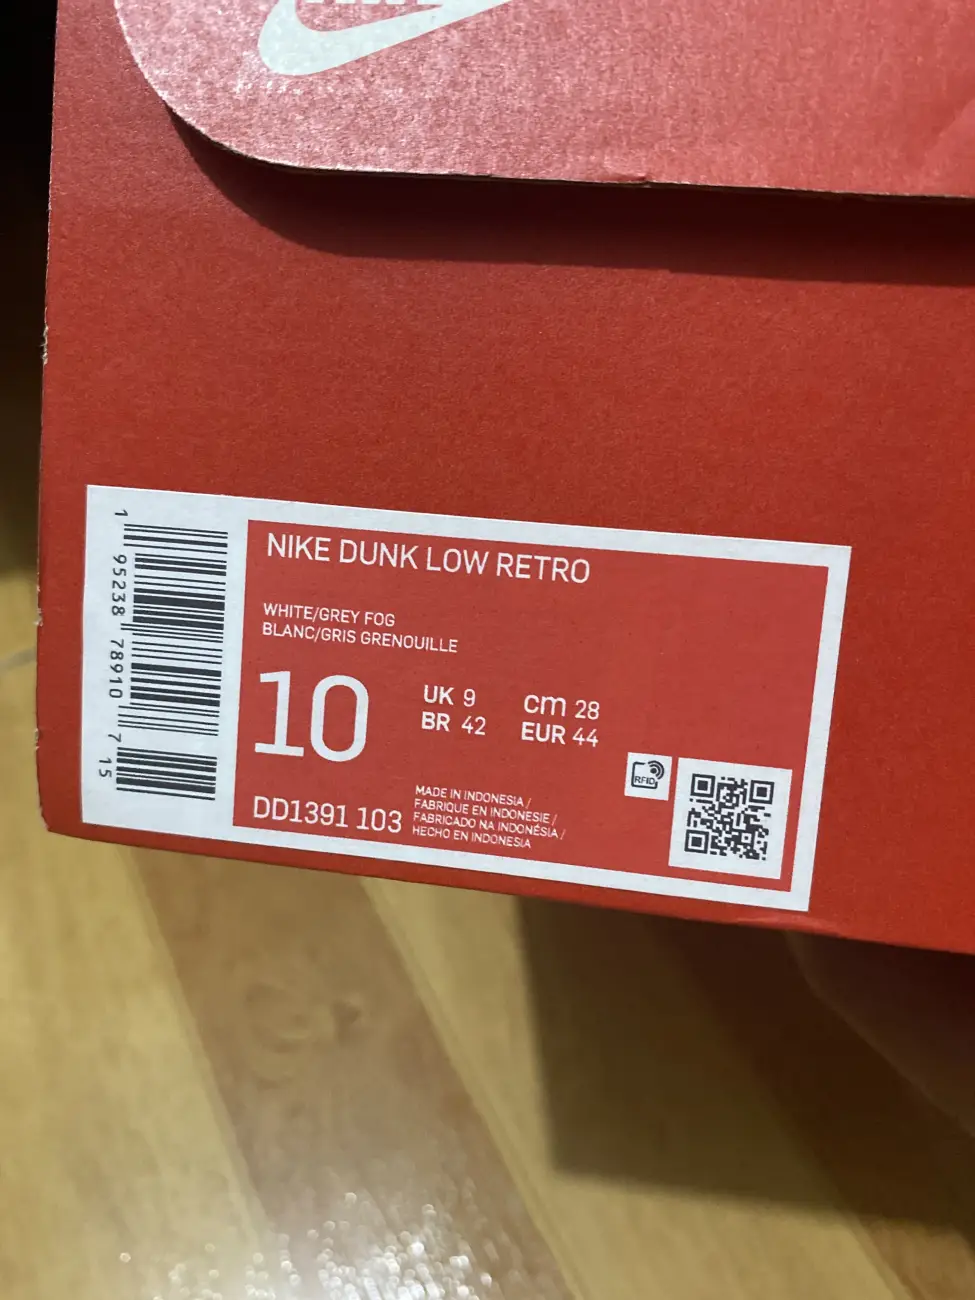 NIKE DUNK LOW RETRO
WHITE/GREY FOG
BLANC/GRIS GRENOUILLE
10
UK 9
BR 42
cm 28
EUR 44
DD1391 103
MADE IN INDONESIA /
FABRIQUE EN INDONESIE /
FABRICADO NA INDONÉSIA /
HECHO EN INDONESIA
RFID
1 95238 78910 7 15